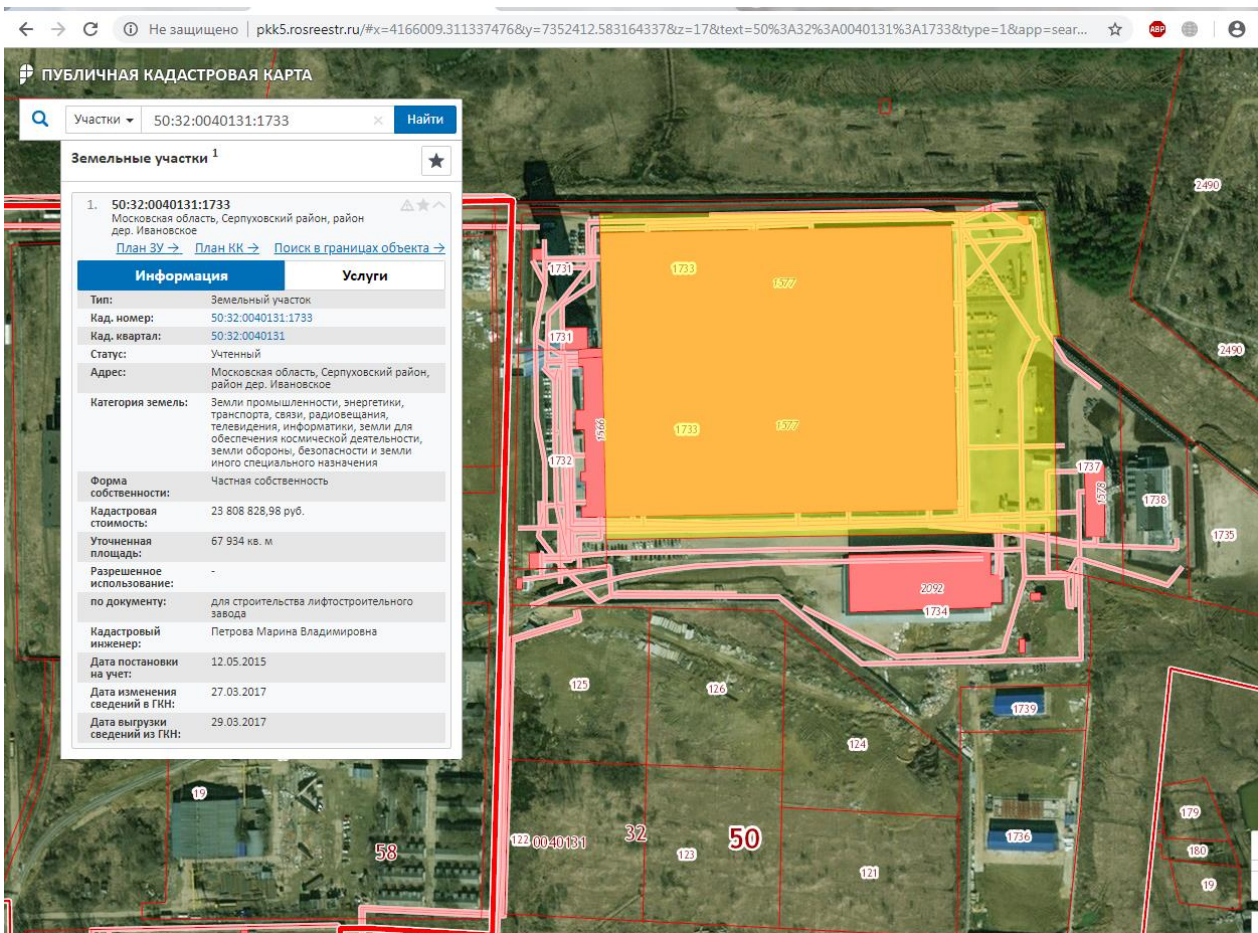 Не защищено | pkk5.rosreestr.ru/#x=4166009.311337476&y=7352412.583164337&z=17&text=50%3A32%3A0040131%3A1733&type=1&app=sear...
ABP
ПУБЛИЧНАЯ КАДАСТРОВАЯ КАРТА
Участки 50:32:0040131:1733 × Найти
Земельные участки 1
1. 50:32:0040131:1733
Московская область, Серпуховский район, район
дер. Ивановское
План ЗУ → План КК → Поиск в границах объекта →
Информация Услуги
Тип: Земельный участок
Кад. номер: 50:32:0040131:1733
Кад. квартал: 50:32:0040131
Статус: Учтенный
Адрес: Московская область, Серпуховский район,
район дер. Ивановское
Категория земель: Земли промышленности, энергетики,
транспорта, связи, радиовещания,
телевидения, информатики, земли для
обеспечения космической деятельности,
земли обороны, безопасности и земли
иного специального назначения
Форма
собственности: Частная собственность
Кадастровая
стоимость: 23 808 828,98 руб.
Уточненная
площадь: 67 934 кв. м
Разрешенное
использование: -
по документу: для строительства лифтостроительного
завода
Кадастровый
инженер: Петрова Марина Владимировна
Дата постановки
на учет: 12.05.2015
Дата изменения
сведений в ГКН: 27.03.2017
Дата выгрузки
сведений из ГКН: 29.03.2017
2490
1731
1733
1577
1731
2490
1566
1733
1577
1732
1737
1578
1738
1735
2092
1734
125
126
1739
124
19
179
58
122
0040131
32
123
50
1736
180
121
19